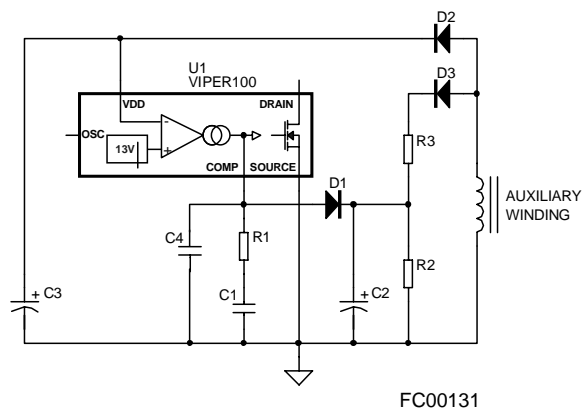 D2
U1
VIPER100
D3
VDD
DRAIN
-
OSC
13V
+
COMP SOURCE
R3
D1
AUXILIARY
WINDING
C4
R1
R2
+ C3
C1
+ C2
FC00131